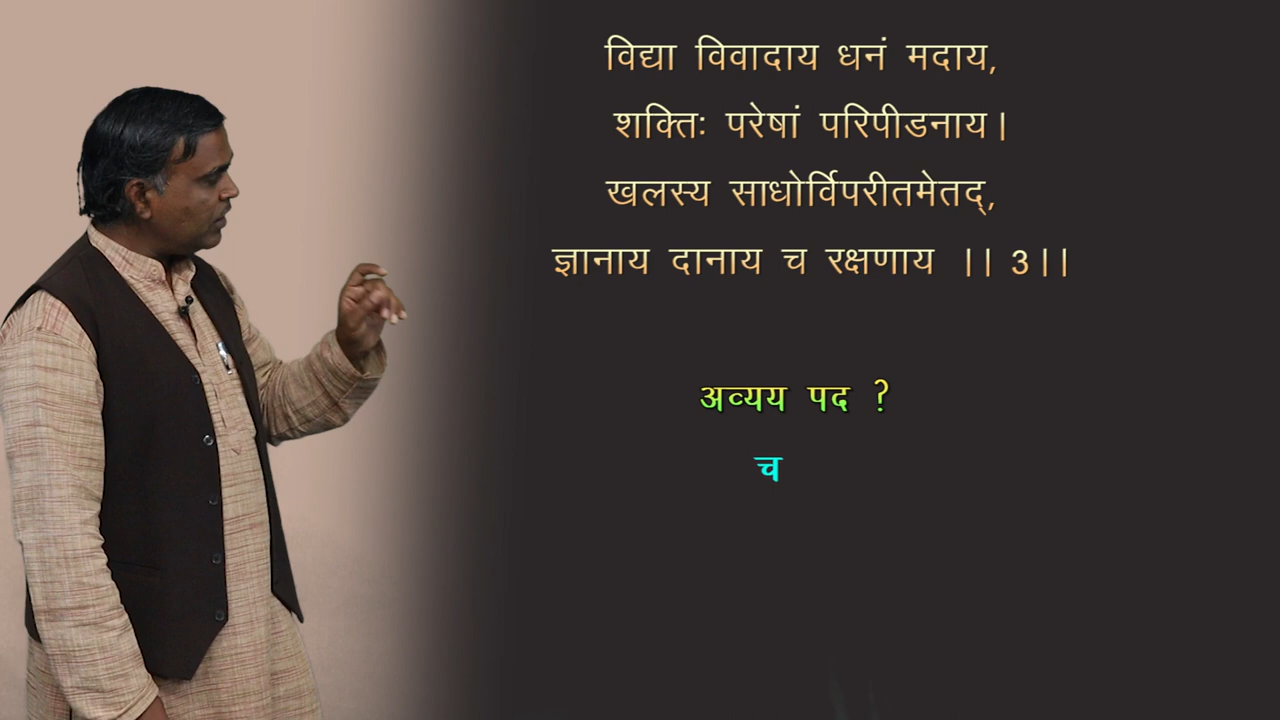 विद्या विवादाय धनं मदाय,
शक्तिः परेषां परिपीडनाय।
खलस्य साधोर्विपरीतमेतद्,
ज्ञानाय दानाय च रक्षणाय ।। 3।।
अव्यय पद ?
च